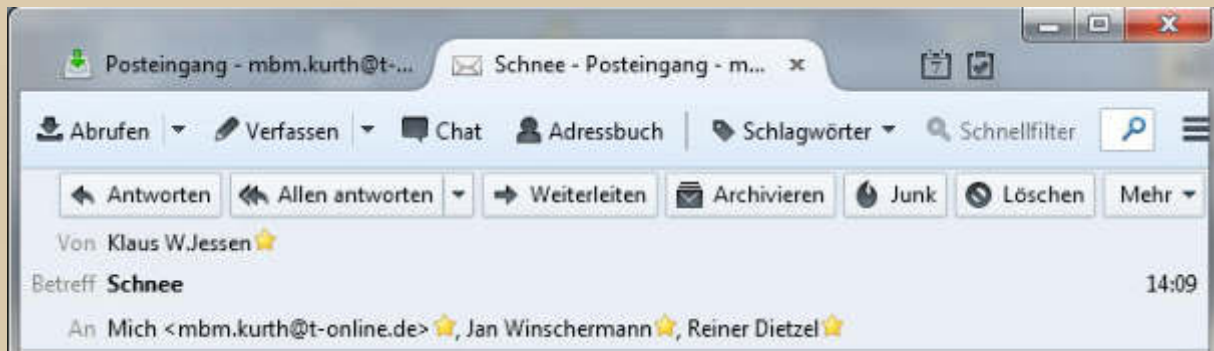 Posteingang - mbm.kurth@t-... Schnee - Posteingang - m... 7
Abrufen Verfassen Chat Adressbuch Schlagwörter Schnellfilter
Antworten Allen antworten Weiterleiten Archivieren Junk Löschen Mehr
Von Klaus W.Jessen
Betreff Schnee 14:09
An Mich <mbm.kurth@t-online.de>, Jan Winschermann, Reiner Dietzel